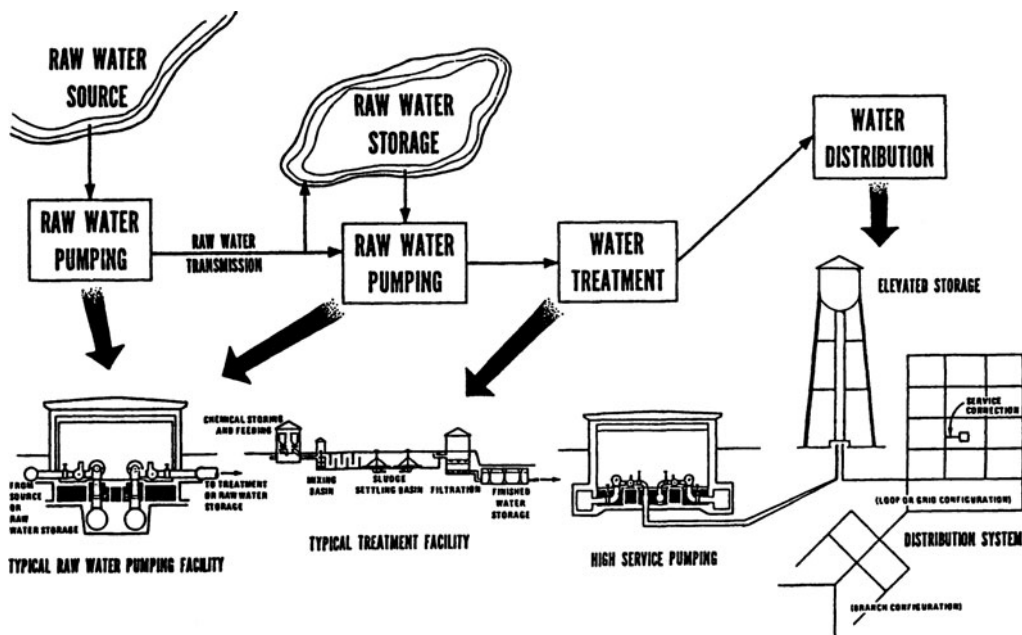 RAW WATER
SOURCE
RAW WATER
STORAGE
WATER
DISTRIBUTION
RAW WATER
PUMPING
RAW WATER
TRANSMISSION
RAW WATER
PUMPING
WATER
TREATMENT
ELEVATED STORAGE
SERVICE
CONNECTION
CHEMICAL STORING
AND FEEDING
FROM
SOURCE
OR
RAW
WATER STORAGE
TO TREATMENT
OR RAW WATER
STORAGE
MIXING
BASIN
SLUDGE
SETTLING BASIN
FILTRATION
FINISHED
WATER
STORAGE
(LOOP OR GRID CONFIGURATION)
TYPICAL RAW WATER PUMPING FACILITY
TYPICAL TREATMENT FACILITY
HIGH SERVICE PUMPING
DISTRIBUTION SYSTEM
(BRANCH CONFIGURATION)